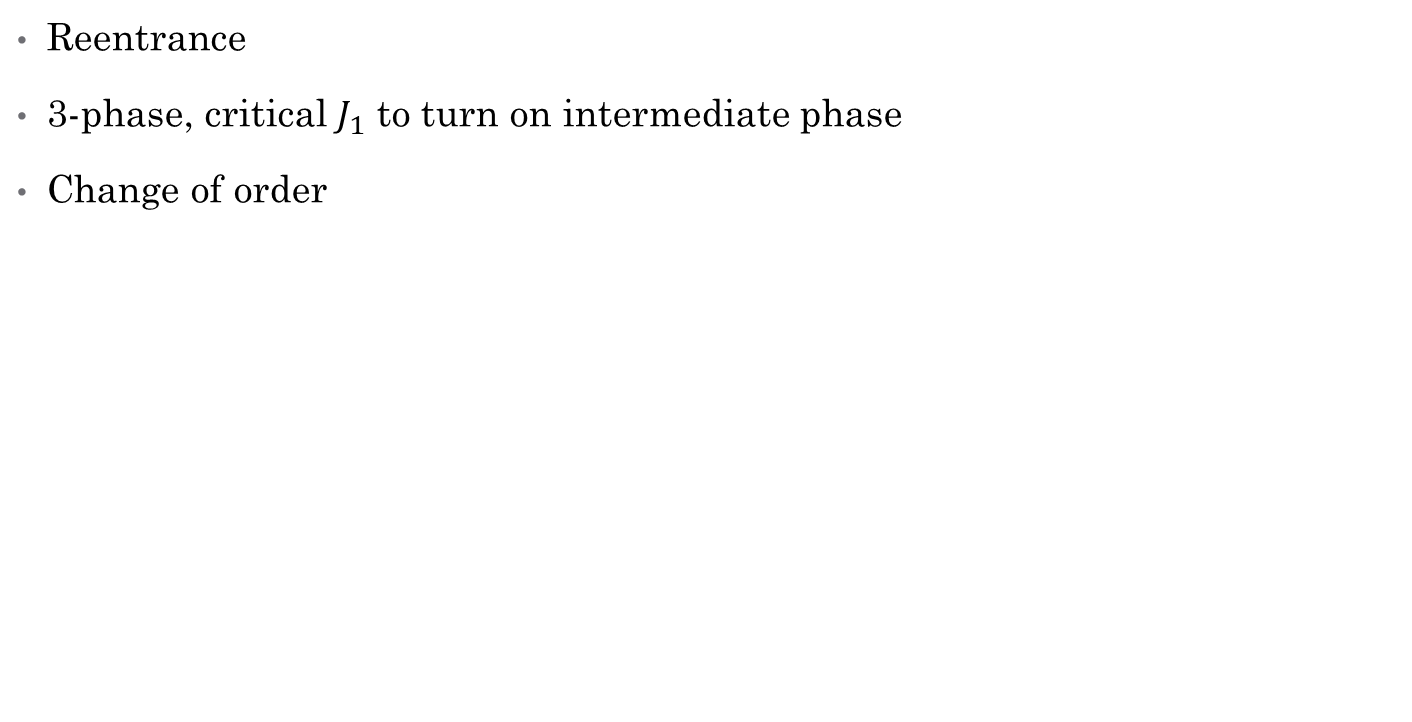 • Reentrance
• 3-phase, critical J₁ to turn on intermediate phase
• Change of order